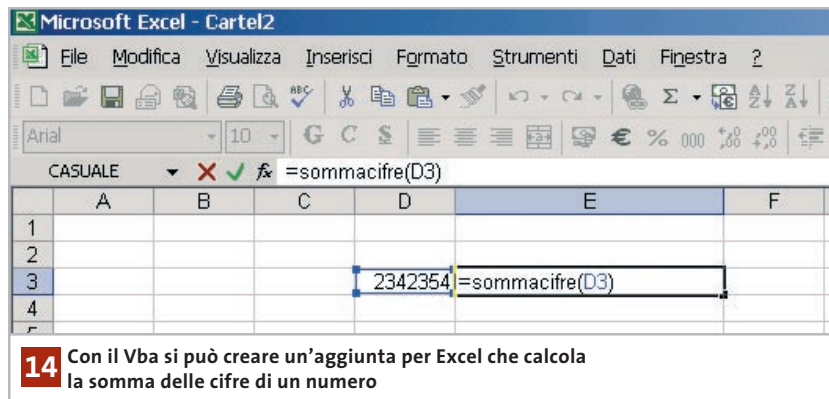 Microsoft Excel - Cartel2
File Modifica Visualizza Inserisci Formato Strumenti Dati Finestra ?
ABC Σ € A Z Z A
Arial 10 G C S € % 000
CASUALE fx =sommacifre(D3)
A B C D E F
1
2
3 2342354 =sommacifre(D3)
4
14 Con il Vba si può creare un'aggiunta per Excel che calcola
la somma delle cifre di un numero